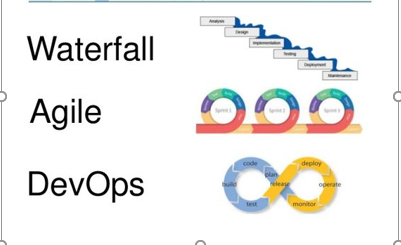 Waterfall
Analysis
Design
Implementation
Testing
Deployment
Maintenance
Agile
Sprint 1
Sprint 2
Sprint 3
DevOps
code
deploy
plan
build
release
operate
test
monitor